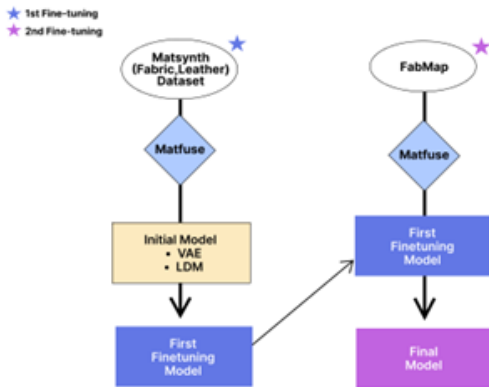 1st Fine-tuning
2nd Fine-tuning
Matsynth
(Fabric,Leather)
Dataset
Matfuse
Initial Model
• VAE
• LDM
First
Finetuning
Model
FabMap
Matfuse
First
Finetuning
Model
Final
Model